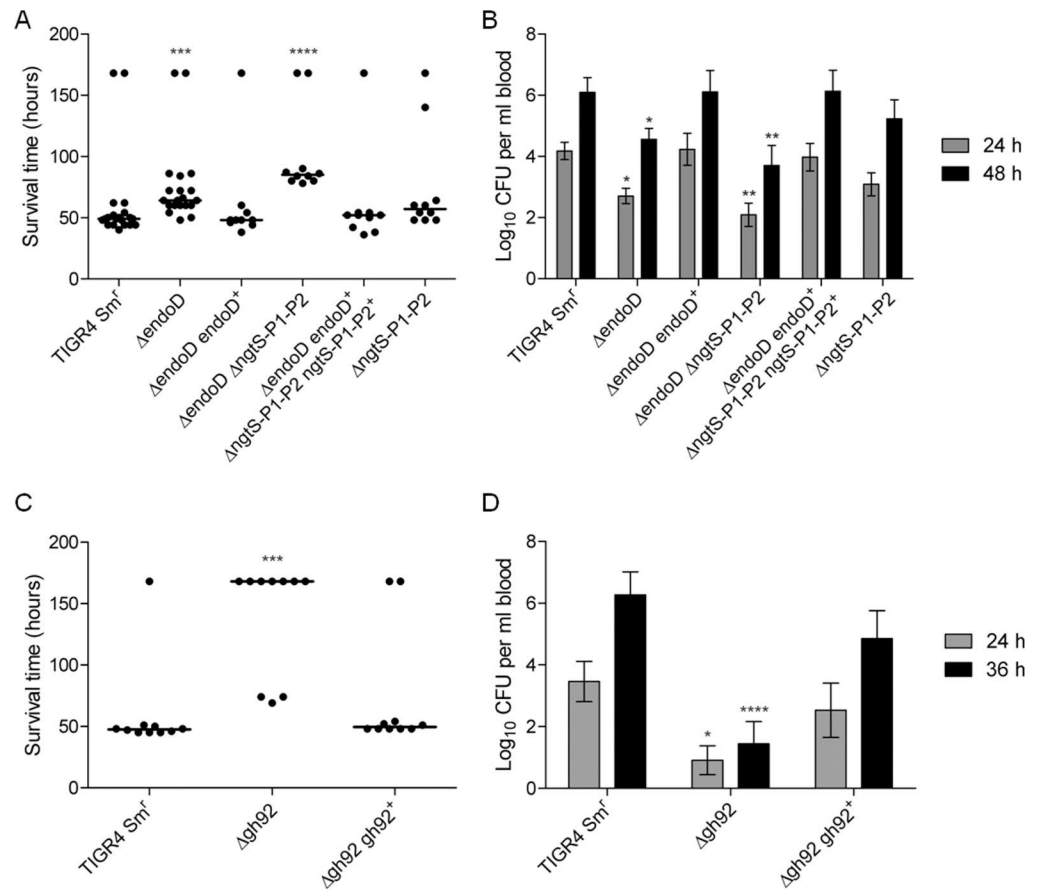 A
Survival time (hours)
200
150
100
50
0
***
****
TIGR4 Smʳ
ΔendoD
ΔendoD endoD⁺
ΔendoD ΔngtS-P1-P2
ΔendoD endoD⁺
ΔngtS-P1-P2 ngtS-P1-P2⁺
ΔngtS-P1-P2
B
Log₁₀ CFU per ml blood
8
6
4
2
0
*
*
**
**
24 h
48 h
TIGR4 Smʳ
ΔendoD
ΔendoD endoD⁺
ΔendoD ΔngtS-P1-P2
ΔendoD endoD⁺
ΔngtS-P1-P2 ngtS-P1-P2⁺
ΔngtS-P1-P2
C
Survival time (hours)
200
150
100
50
0
***
TIGR4 Smʳ
Δgh92
Δgh92 gh92⁺
D
Log₁₀ CFU per ml blood
8
6
4
2
0
*
****
24 h
36 h
TIGR4 Smʳ
Δgh92
Δgh92 gh92⁺